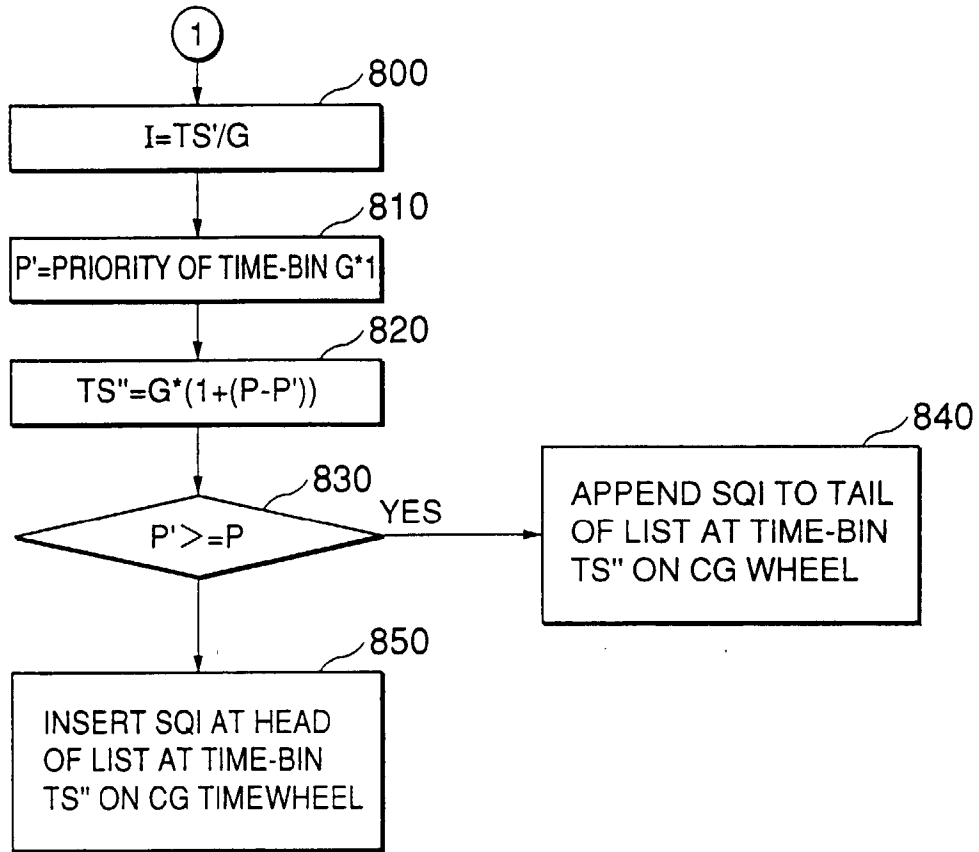 1
800
I=TS'/G
810
P'=PRIORITY OF TIME-BIN G*1
820
TS"=G*(1+(P-P'))
830
P'>=P
YES
840
APPEND SQI TO TAIL
OF LIST AT TIME-BIN
TS" ON CG WHEEL
850
INSERT SQI AT HEAD
OF LIST AT TIME-BIN
TS" ON CG TIMEWHEEL